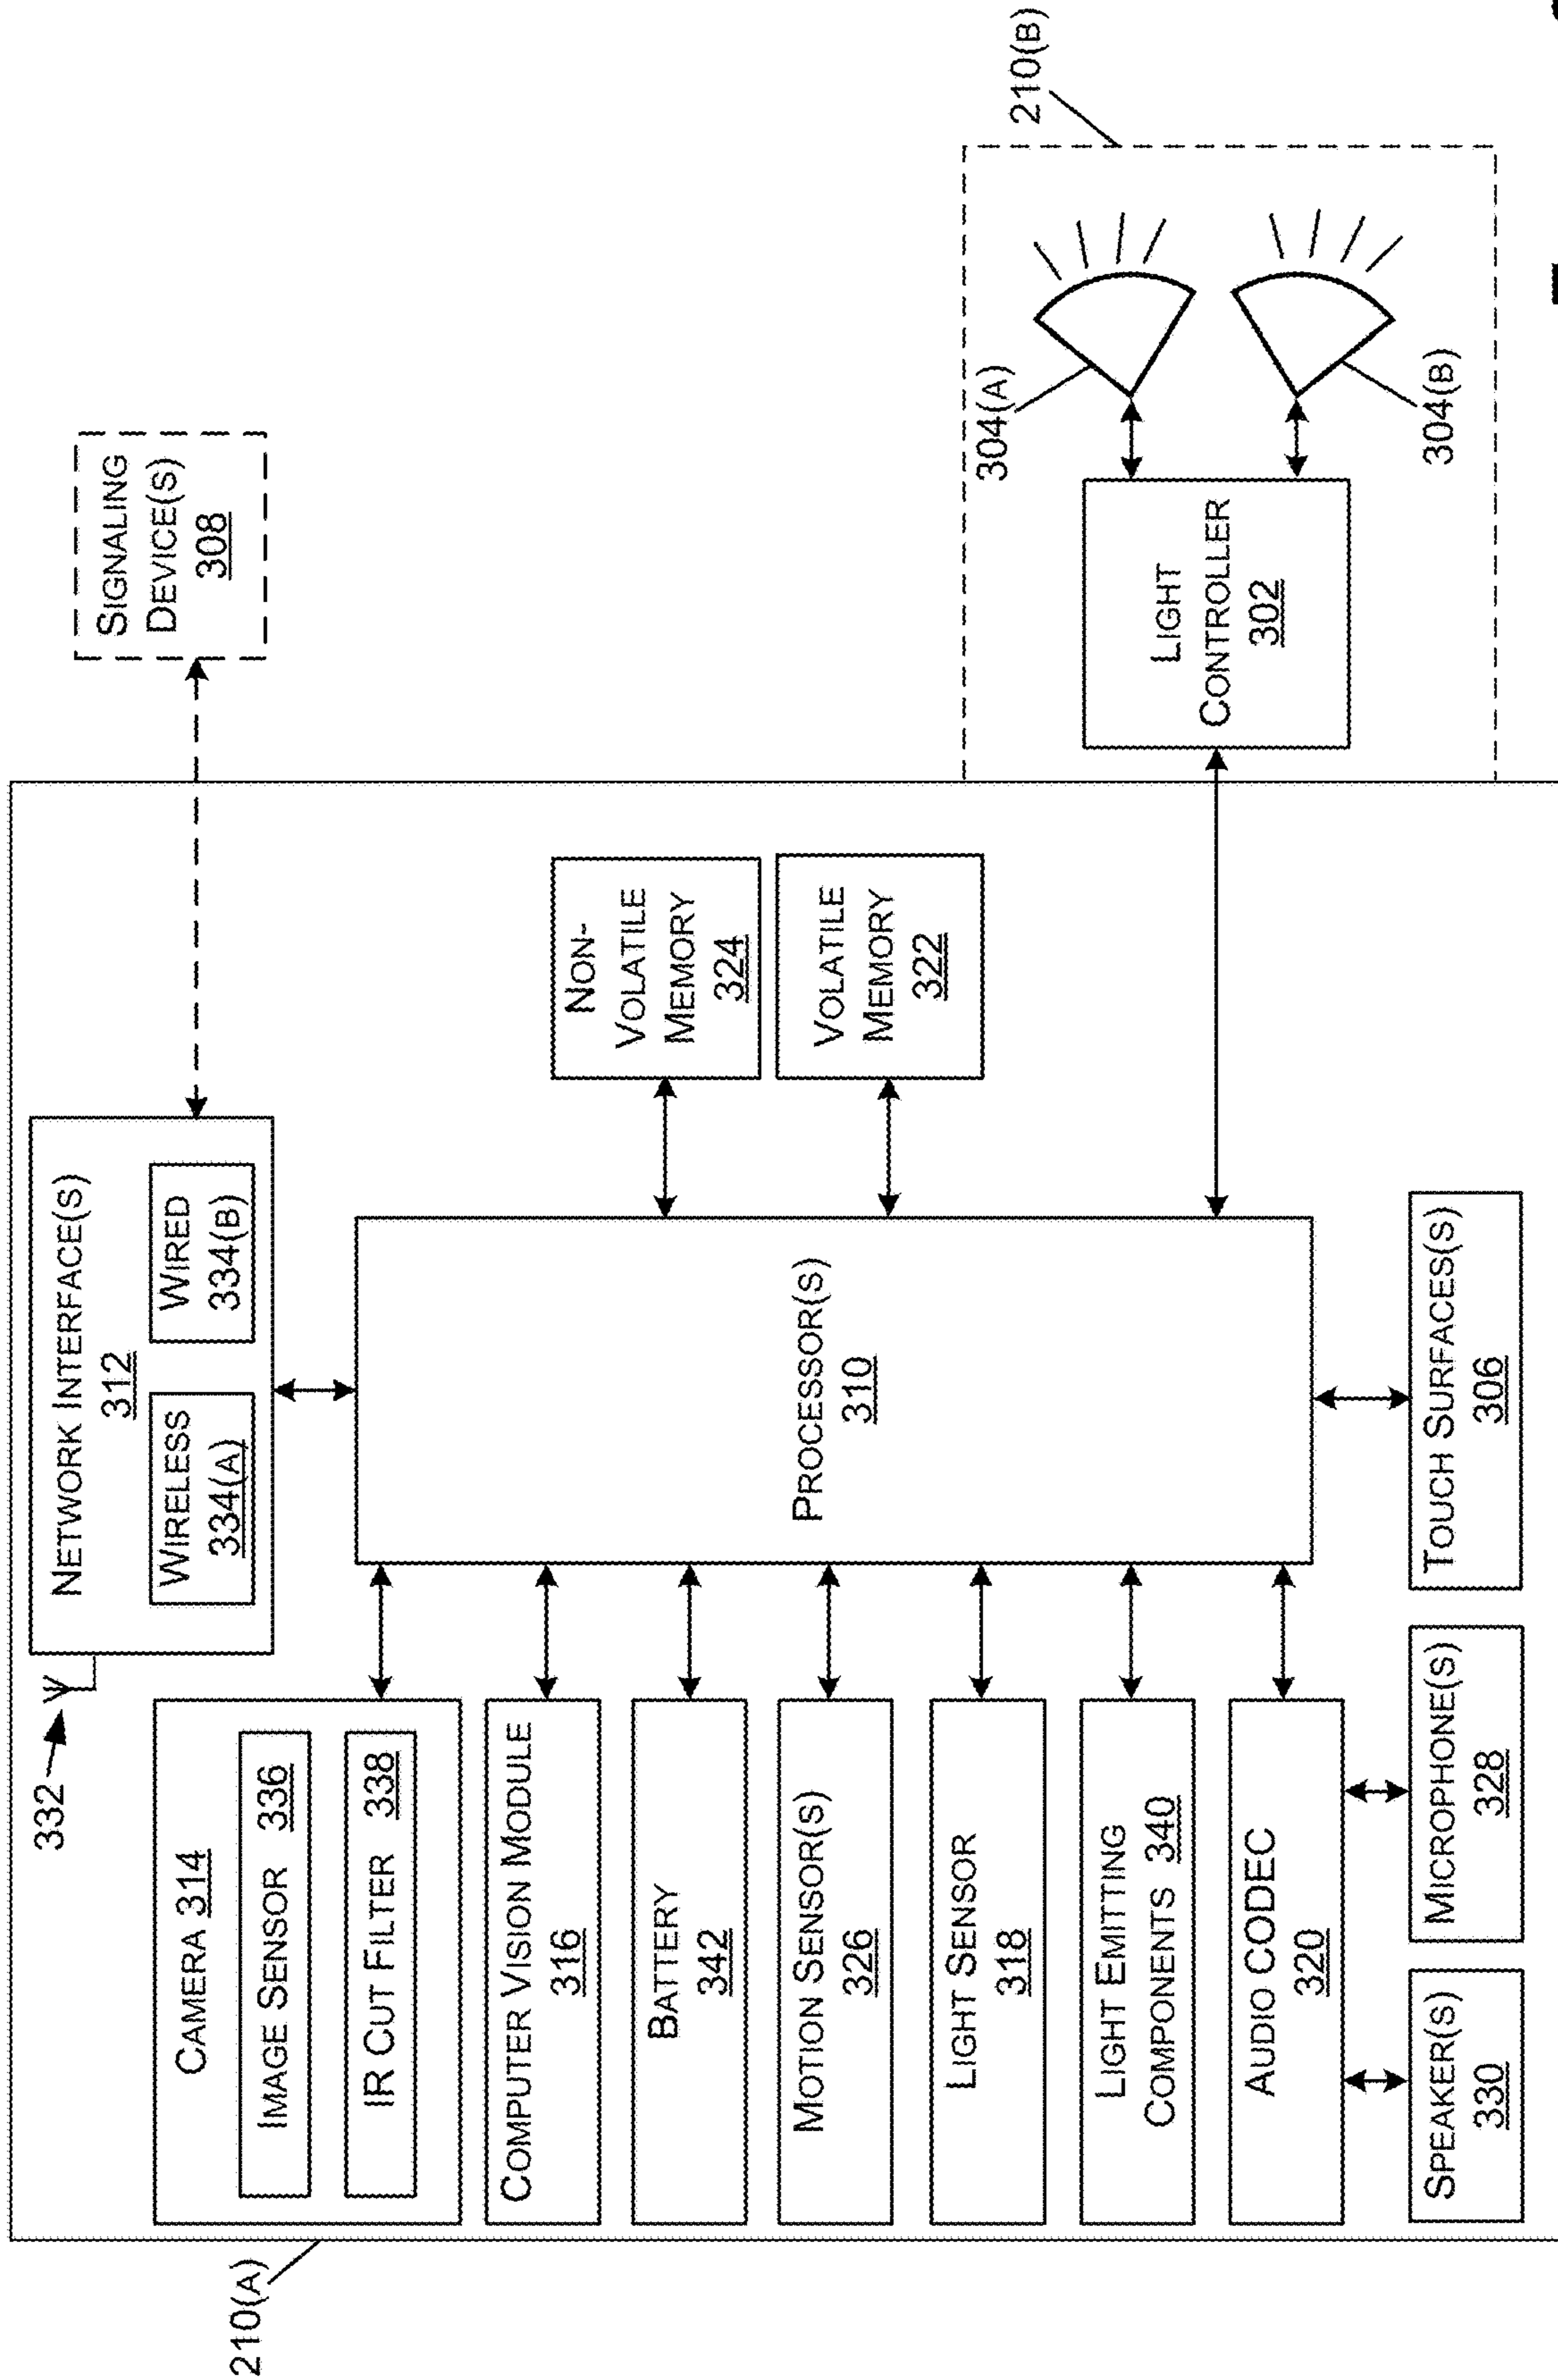 332
NETWORK INTERFACE(S)
312
WIRELESS
334(A)
WIRED
334(B)
SIGNALING
DEVICE(S)
308
210(A)
CAMERA 314
IMAGE SENSOR 336
IR CUT FILTER 338
COMPUTER VISION MODULE
316
BATTERY
342
MOTION SENSOR(S)
326
LIGHT SENSOR
318
LIGHT EMITTING
COMPONENTS 340
AUDIO CODEC
320
SPEAKER(S)
330
MICROPHONE(S)
328
TOUCH SURFACES(S)
306
PROCESSOR(S)
310
NON-
VOLATILE
MEMORY
324
VOLATILE
MEMORY
322
210(B)
LIGHT
CONTROLLER
302
304(A)
304(B)